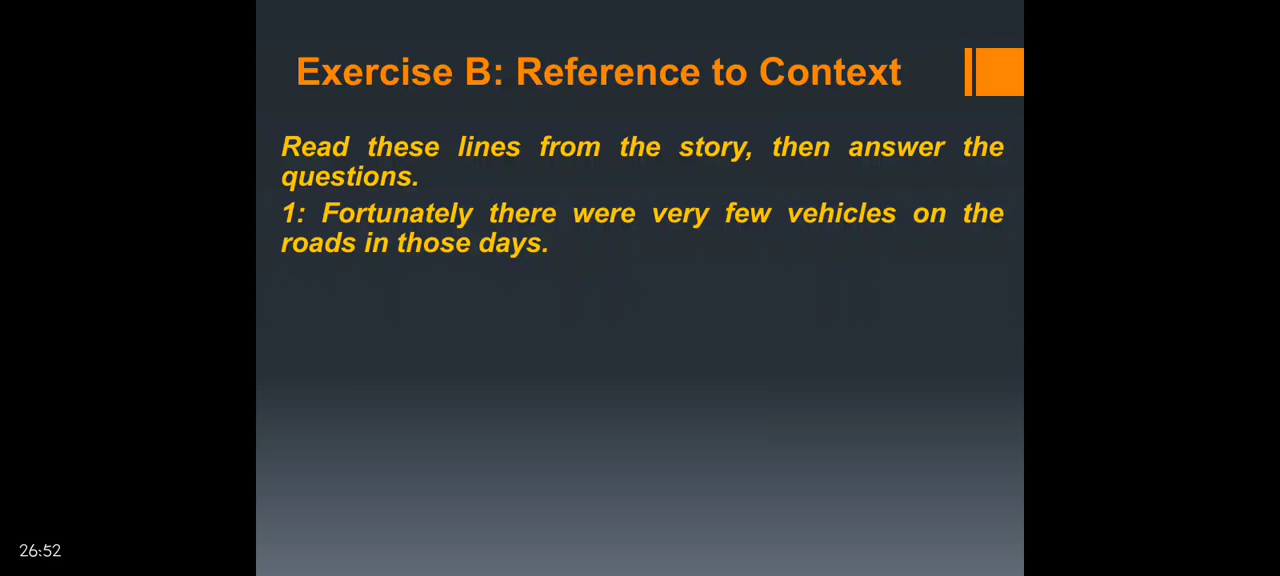 Exercise B: Reference to Context
Read these lines from the story, then answer the
questions.
1: Fortunately there were very few vehicles on the
roads in those days.
26:52